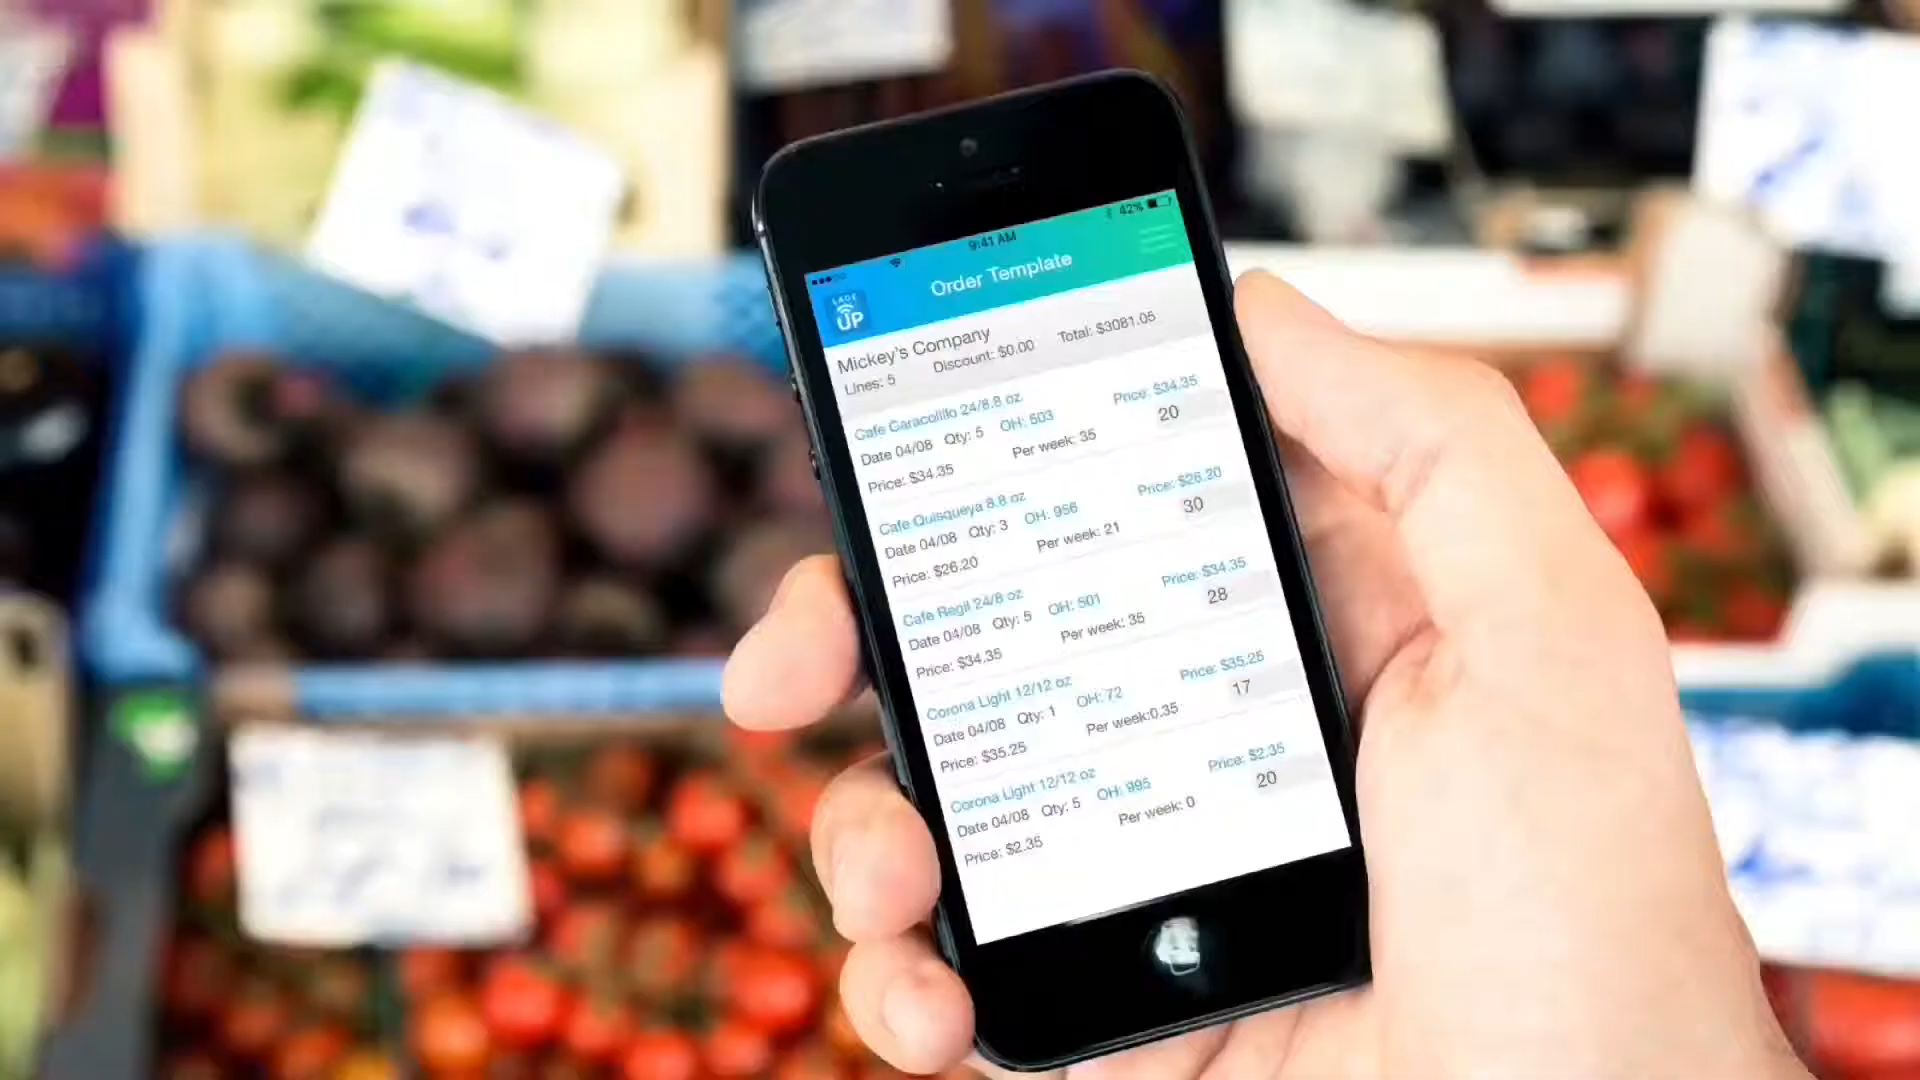 42%
9:41 AM
Order Template
LACE
UP
Mickey's Company
Lines: 5 Discount: $0.00 Total: $3081.05
Cafe Caracolillo 24/8.8 oz Price: $34.35
Date 04/08 Qty: 5 OH: 503 20
Price: $34.35 Per week: 35
Cafe Quisqueya 8.8 oz Price: $26.20
Date 04/08 Qty: 3 OH: 956 30
Price: $26.20 Per week: 21
Cafe Regil 24/8 oz Price: $34.35
Date 04/08 Qty: 5 OH: 501 28
Price: $34.35 Per week: 35
Corona Light 12/12 oz Price: $35.25
Date 04/08 Qty: 1 OH: 72 17
Price: $35.25 Per week:0.35
Corona Light 12/12 oz Price: $2.35
Date 04/08 Qty: 5 OH: 995 20
Price: $2.35 Per week: 0